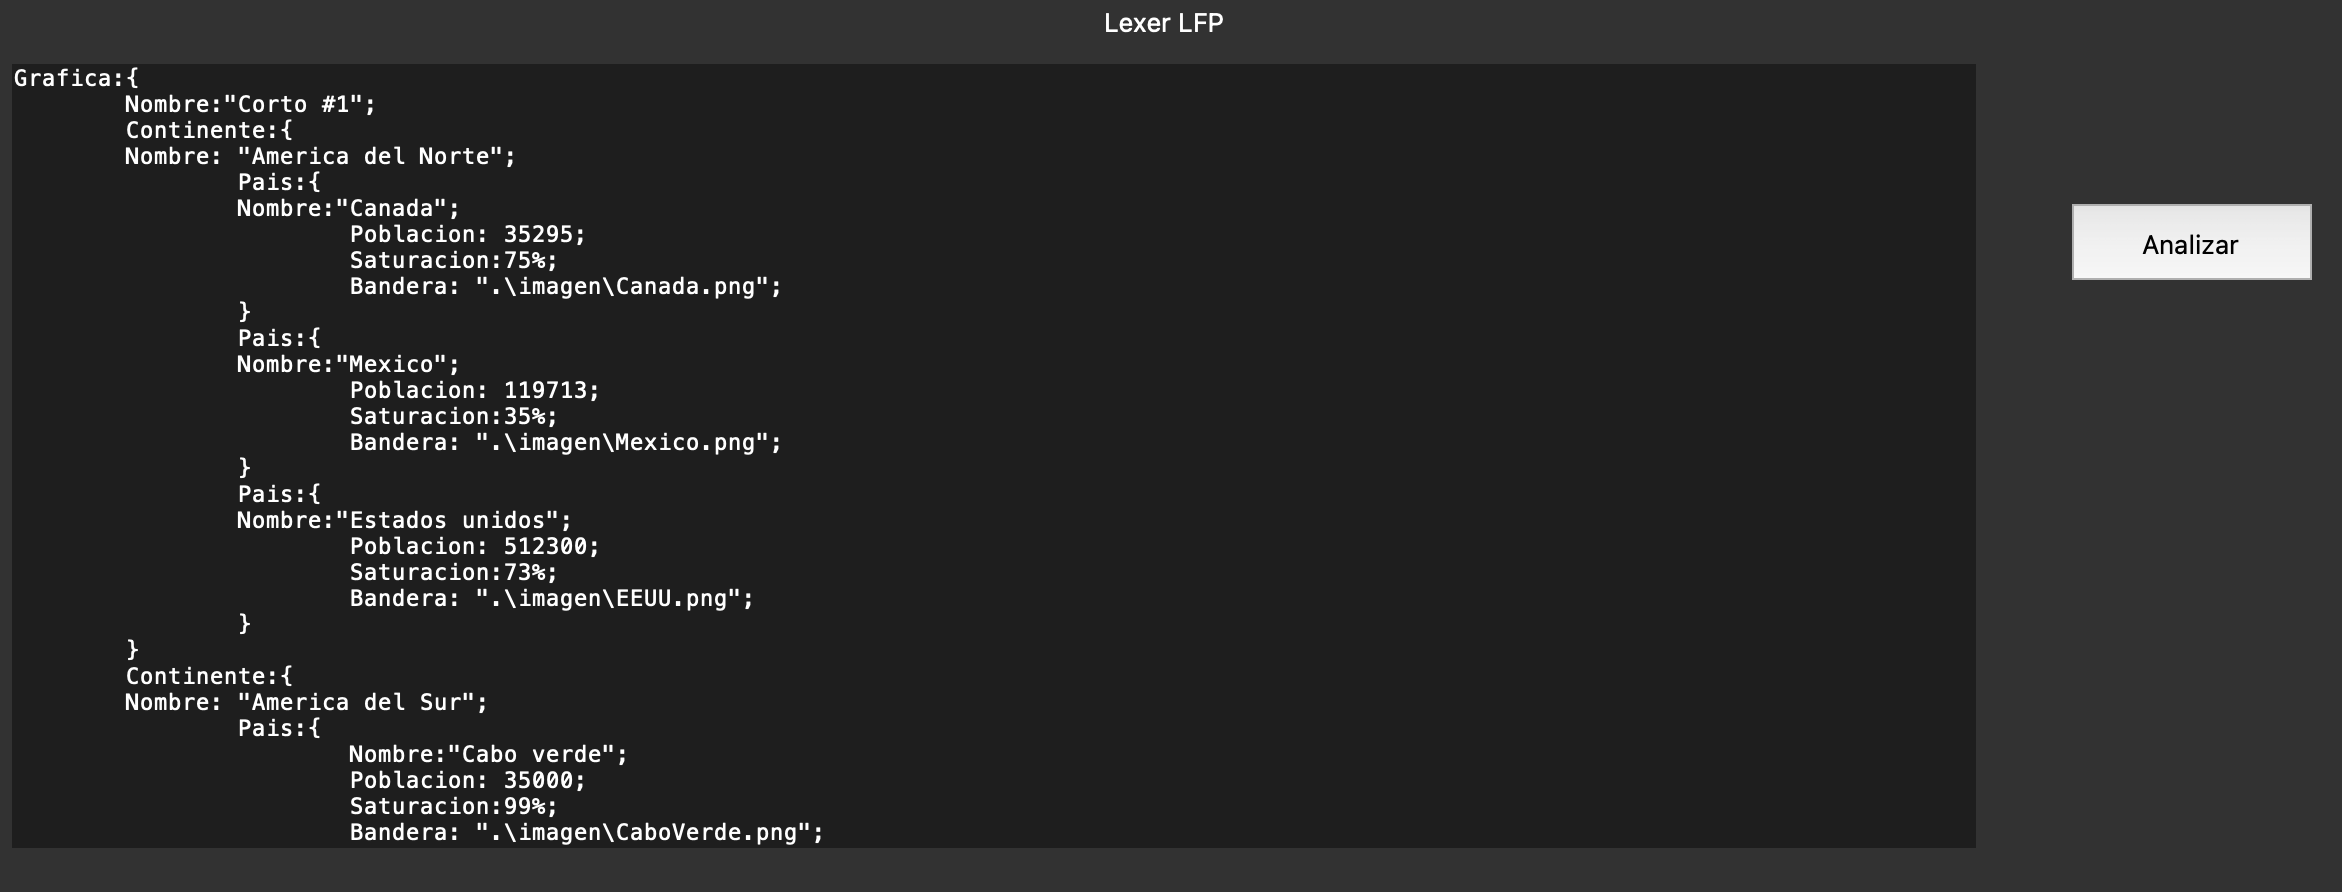 Lexer LFP
Grafica:{
Nombre:"Corto #1";
Continente:{
Nombre: "America del Norte";
Pais:{
Nombre:"Canada";
Poblacion: 35295;
Saturacion:75%;
Bandera: ".\imagen\Canada.png";
}
Pais:{
Nombre:"Mexico";
Poblacion: 119713;
Saturacion:35%;
Bandera: ".\imagen\Mexico.png";
}
Pais:{
Nombre:"Estados unidos";
Poblacion: 512300;
Saturacion:73%;
Bandera: ".\imagen\EEUU.png";
}
}
Continente:{
Nombre: "America del Sur";
Pais:{
Nombre:"Cabo verde";
Poblacion: 35000;
Saturacion:99%;
Bandera: ".\imagen\CaboVerde.png";
Analizar